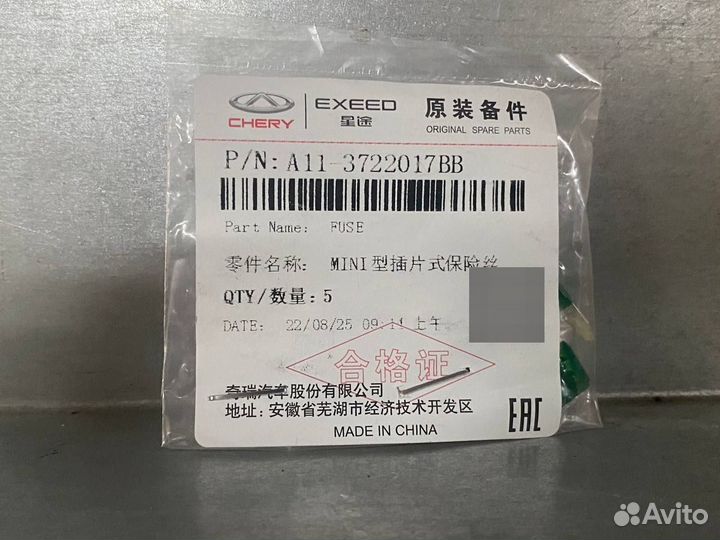 CHERY
EXEED
星途
原装备件
ORIGINAL SPARE PARTS
P/N: A11-3722017BB
Part Name: FUSE
零件名称: MINI型插片式保险丝
QTY/数量: 5
DATE: 22/08/25 09:11 上午
合格证
奇瑞汽车股份有限公司
地址: 安徽省芜湖市经济技术开发区
MADE IN CHINA
EAC
Avito